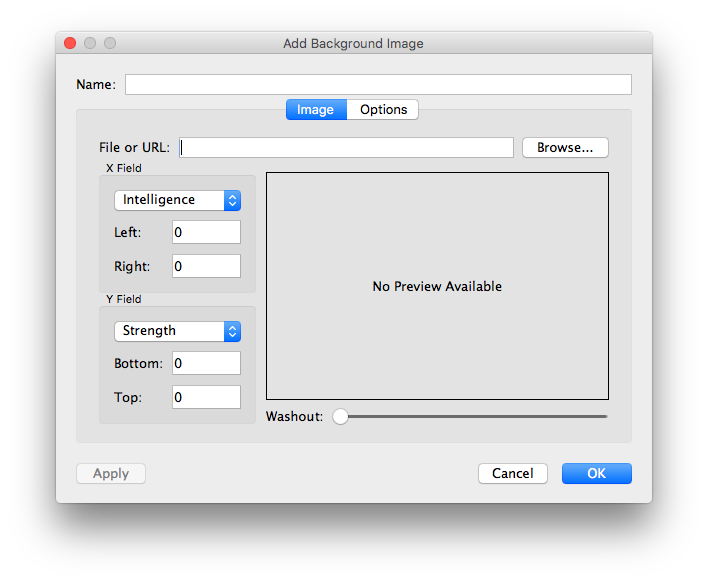 Add Background Image
Name:
Image Options
File or URL: Browse...
X Field
Intelligence
Left: 0
Right: 0
Y Field
Strength
Bottom: 0
Top: 0
No Preview Available
Washout:
Apply Cancel OK